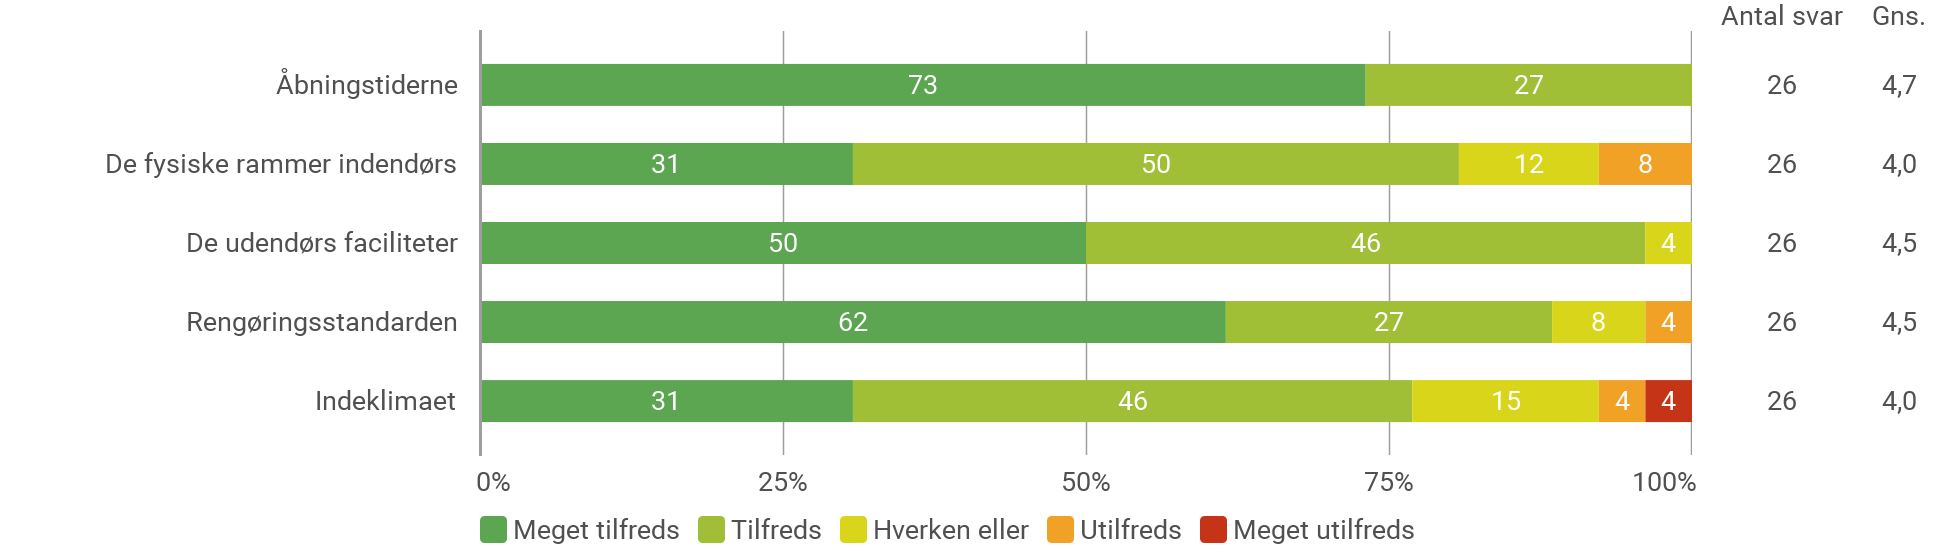 Antal svar Gns.
Åbningstiderne 73 27 26 4,7
De fysiske rammer indendørs 31 50 12 8 26 4,0
De udendørs faciliteter 50 46 4 26 4,5
Rengøringsstandarden 62 27 8 4 26 4,5
Indeklimaet 31 46 15 4 4 26 4,0
0% 25% 50% 75% 100%
Meget tilfreds Tilfreds Hverken eller Utilfreds Meget utilfreds